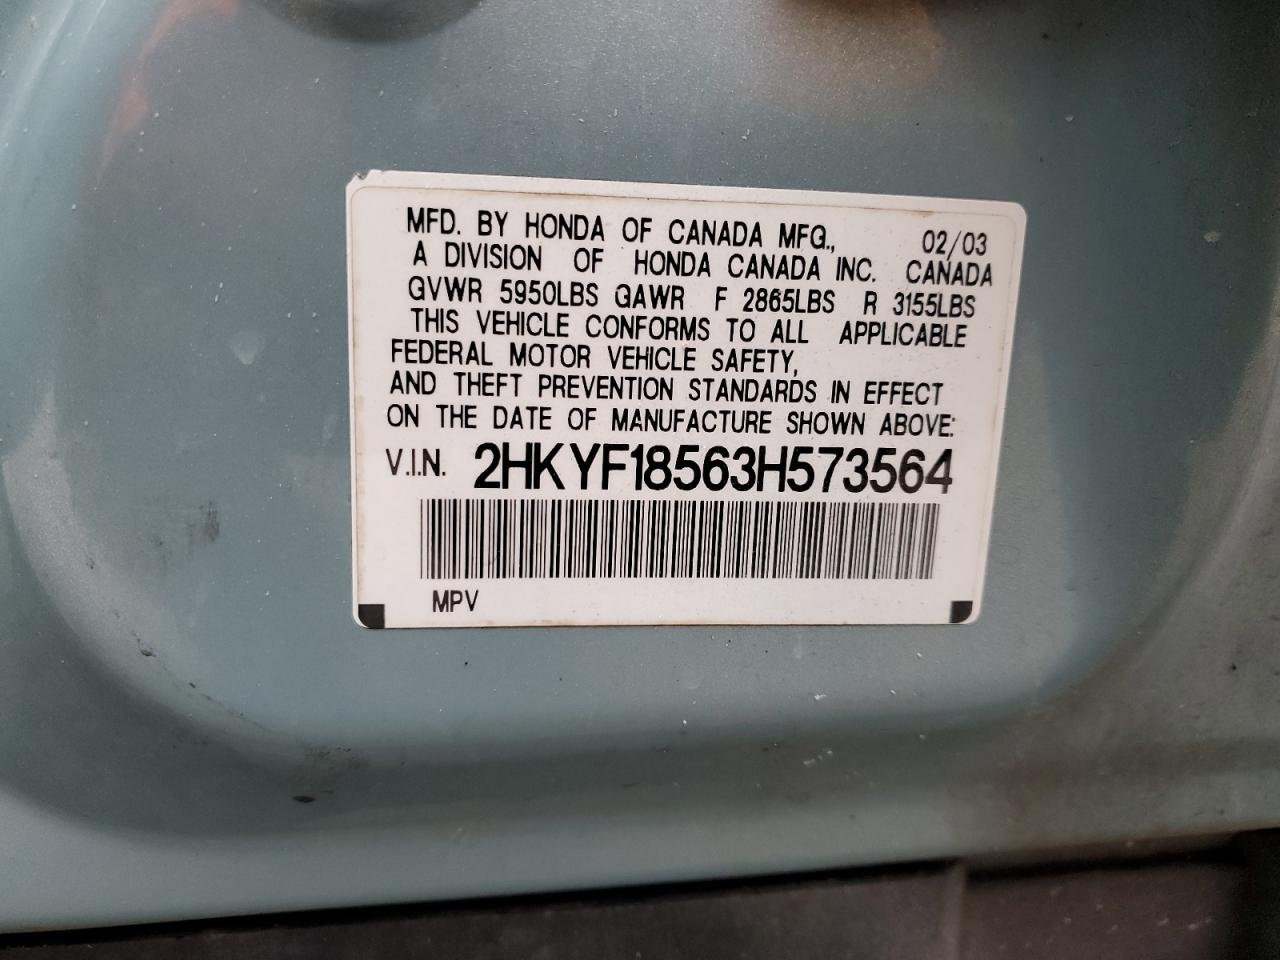 MFD. BY HONDA OF CANADA MFG., 02/03
A DIVISION OF HONDA CANADA INC. CANADA
GVWR 5950LBS GAWR F 2865LBS R 3155LBS
THIS VEHICLE CONFORMS TO ALL APPLICABLE
FEDERAL MOTOR VEHICLE SAFETY,
AND THEFT PREVENTION STANDARDS IN EFFECT
ON THE DATE OF MANUFACTURE SHOWN ABOVE:
V.I.N. 2HKYF18563H573564
MPV